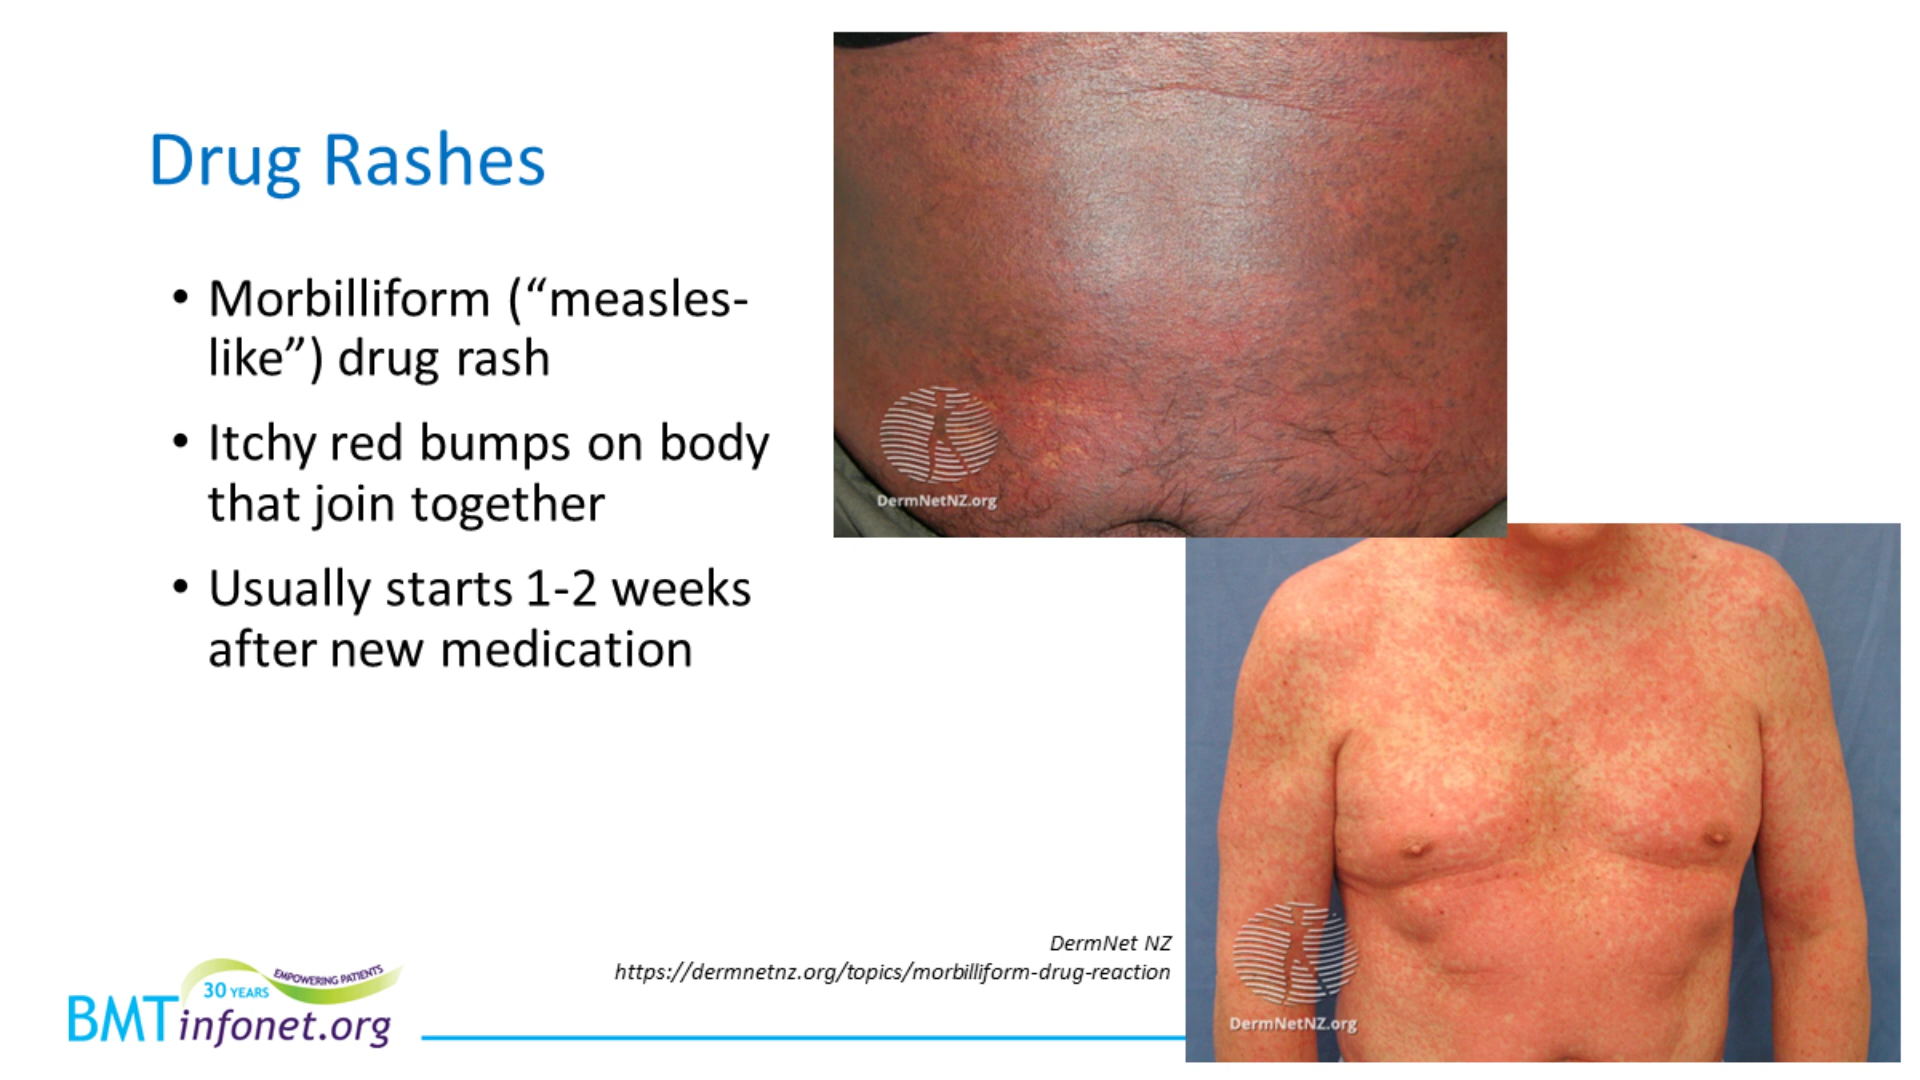 Drug Rashes
• Morbilliform (“measles-
like”) drug rash
• Itchy red bumps on body
that join together
• Usually starts 1-2 weeks
after new medication
DermNetNZ.org
DermNet NZ
https://dermnetnz.org/topics/morbilliform-drug-reaction
DermNetNZ.org
EMPOWERING PATIENTS
30 YEARS
BMTinfonet.org